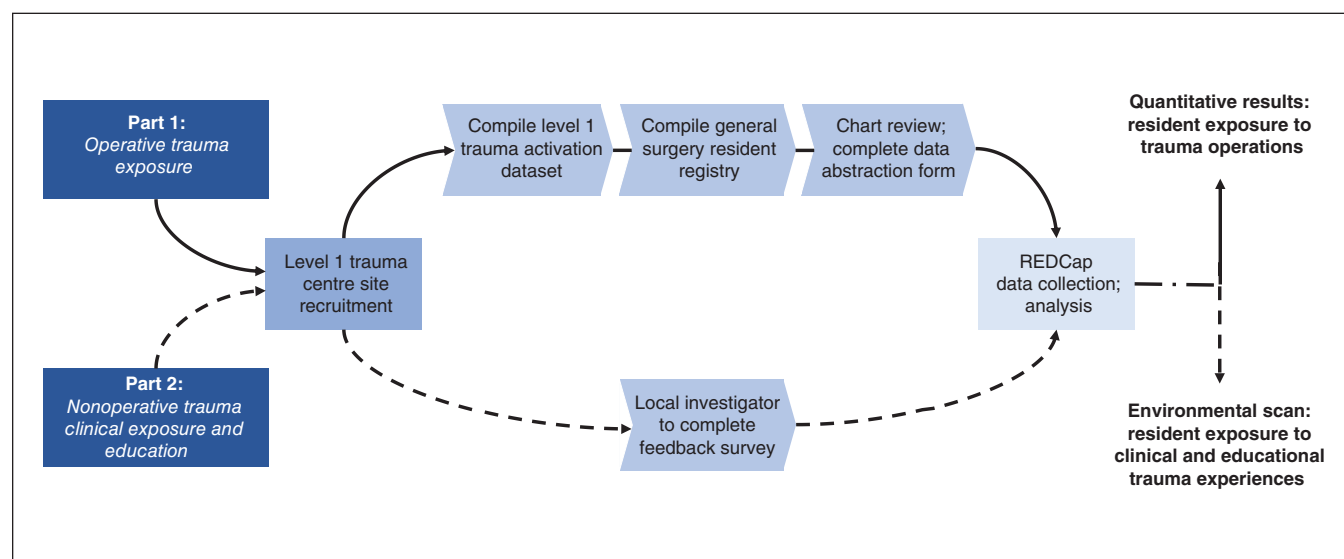 Part 1:
Operative trauma
exposure
Part 2:
Nonoperative trauma
clinical exposure and
education
Level 1 trauma
centre site
recruitment
Compile level 1
trauma activation
dataset
Compile general
surgery resident
registry
Chart review;
complete data
abstraction form
Local investigator
to complete
feedback survey
REDCap
data collection;
analysis
Quantitative results:
resident exposure to
trauma operations
Environmental scan:
resident exposure to
clinical and educational
trauma experiences